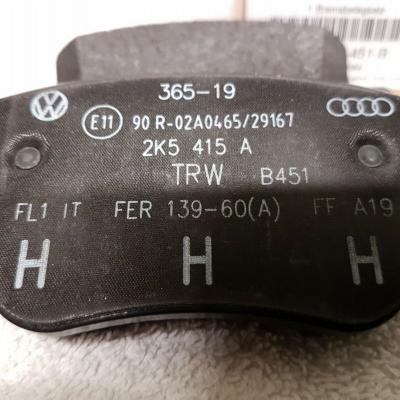 365-19
E11 90 R-02A0465/29167
2K5 415 A
TRW B451
FL1 IT FER 139-60(A) FF A19
H H H